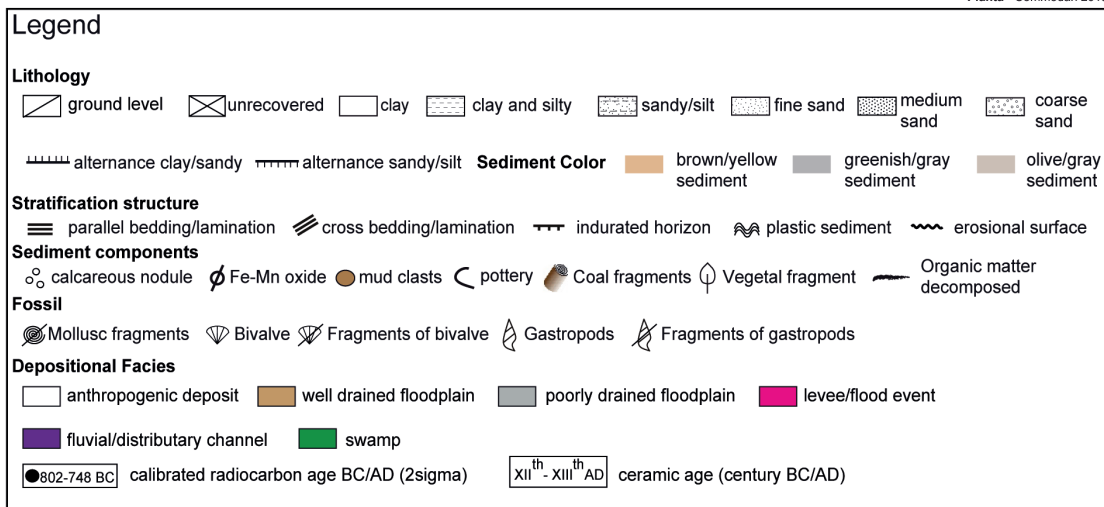 Legend
Lithology
ground level unrecovered clay clay and silty sandy/silt fine sand medium sand coarse sand
alternance clay/sandy alternance sandy/silt Sediment Color brown/yellow sediment greenish/gray sediment olive/gray sediment
Stratification structure
parallel bedding/lamination cross bedding/lamination indurated horizon plastic sediment erosional surface
Sediment components
calcareous nodule Fe-Mn oxide mud clasts pottery Coal fragments Vegetal fragment Organic matter decomposed
Fossil
Mollusc fragments Bivalve Fragments of bivalve Gastropods Fragments of gastropods
Depositional Facies
anthropogenic deposit well drained floodplain poorly drained floodplain levee/flood event
fluvial/distributary channel swamp
802-748 BC calibrated radiocarbon age BC/AD (2sigma) XIIth - XIIIth AD ceramic age (century BC/AD)